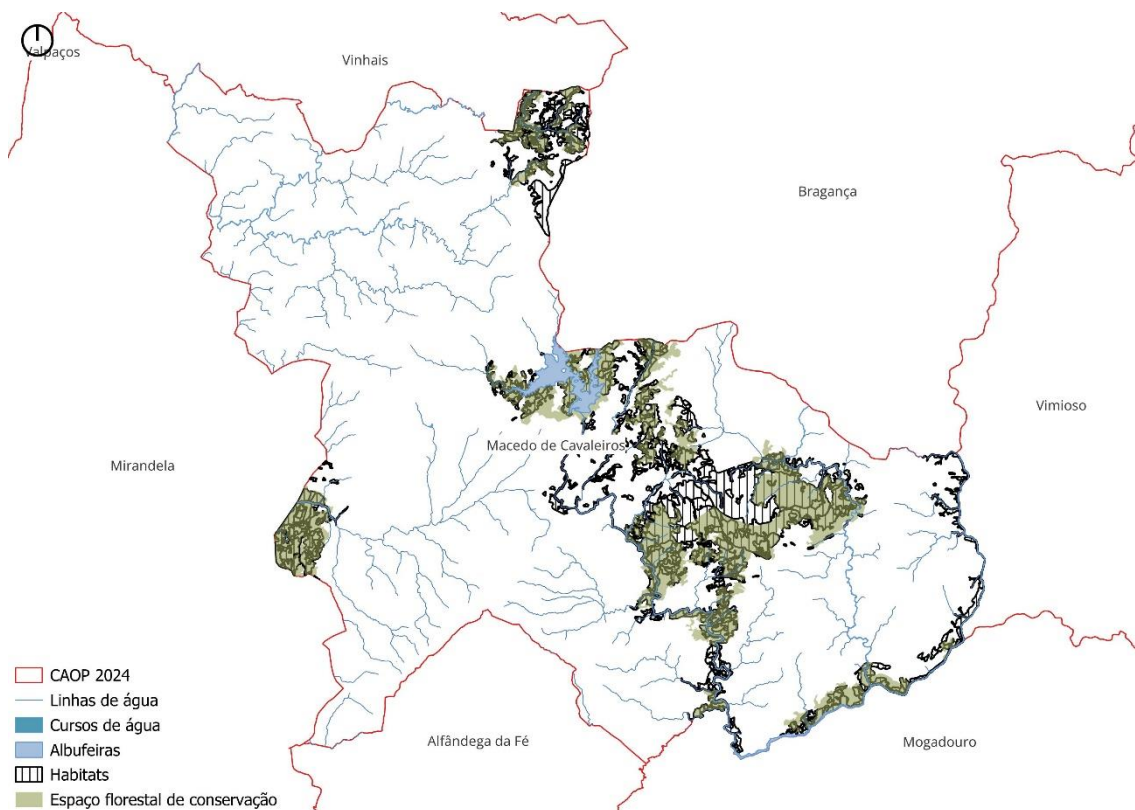 Valpaços
Vinhais
Bragança
Vimioso
Macedo de Cavaleiros
Mirandela
Alfândega da Fé
Mogadouro
CAOP 2024
Linhas de água
Cursos de água
Albufeiras
Habitats
Espaço florestal de conservação